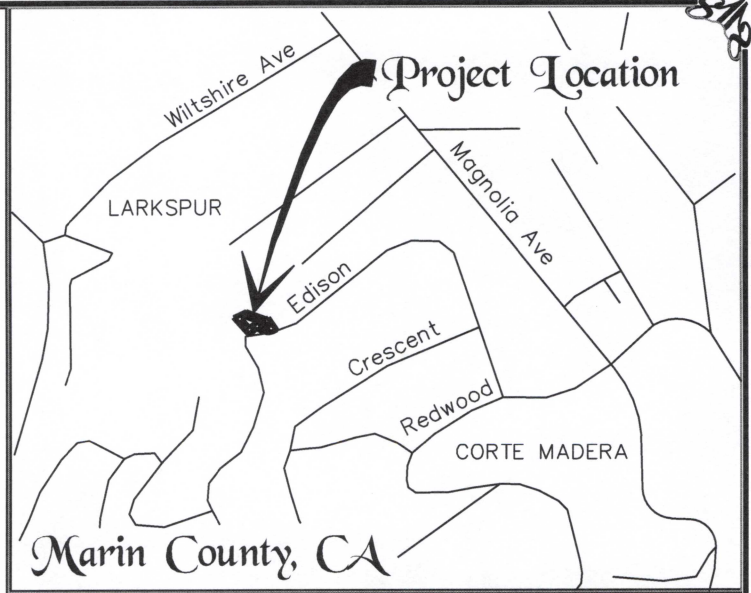 Project Location
Wiltshire Ave
Magnolia Ave
LARKSPUR
Edison
Crescent
Redwood
CORTE MADERA
Marin County, CA